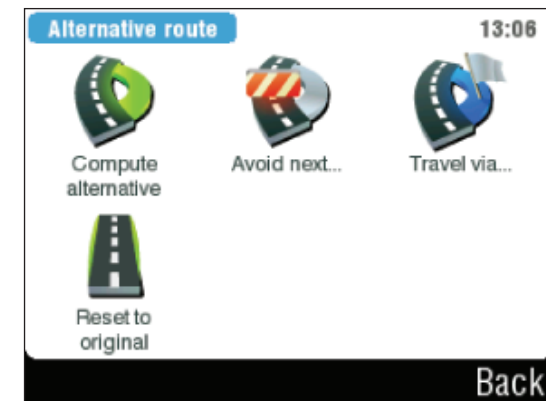 Alternative route 13:06
Compute
alternative
Avoid next...
Travel via...
Reset to
original
Back